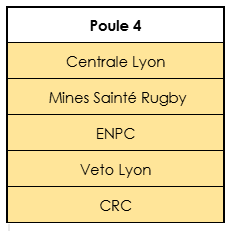 Poule 4
Centrale Lyon
Mines Sainté Rugby
ENPC
Veto Lyon
CRC